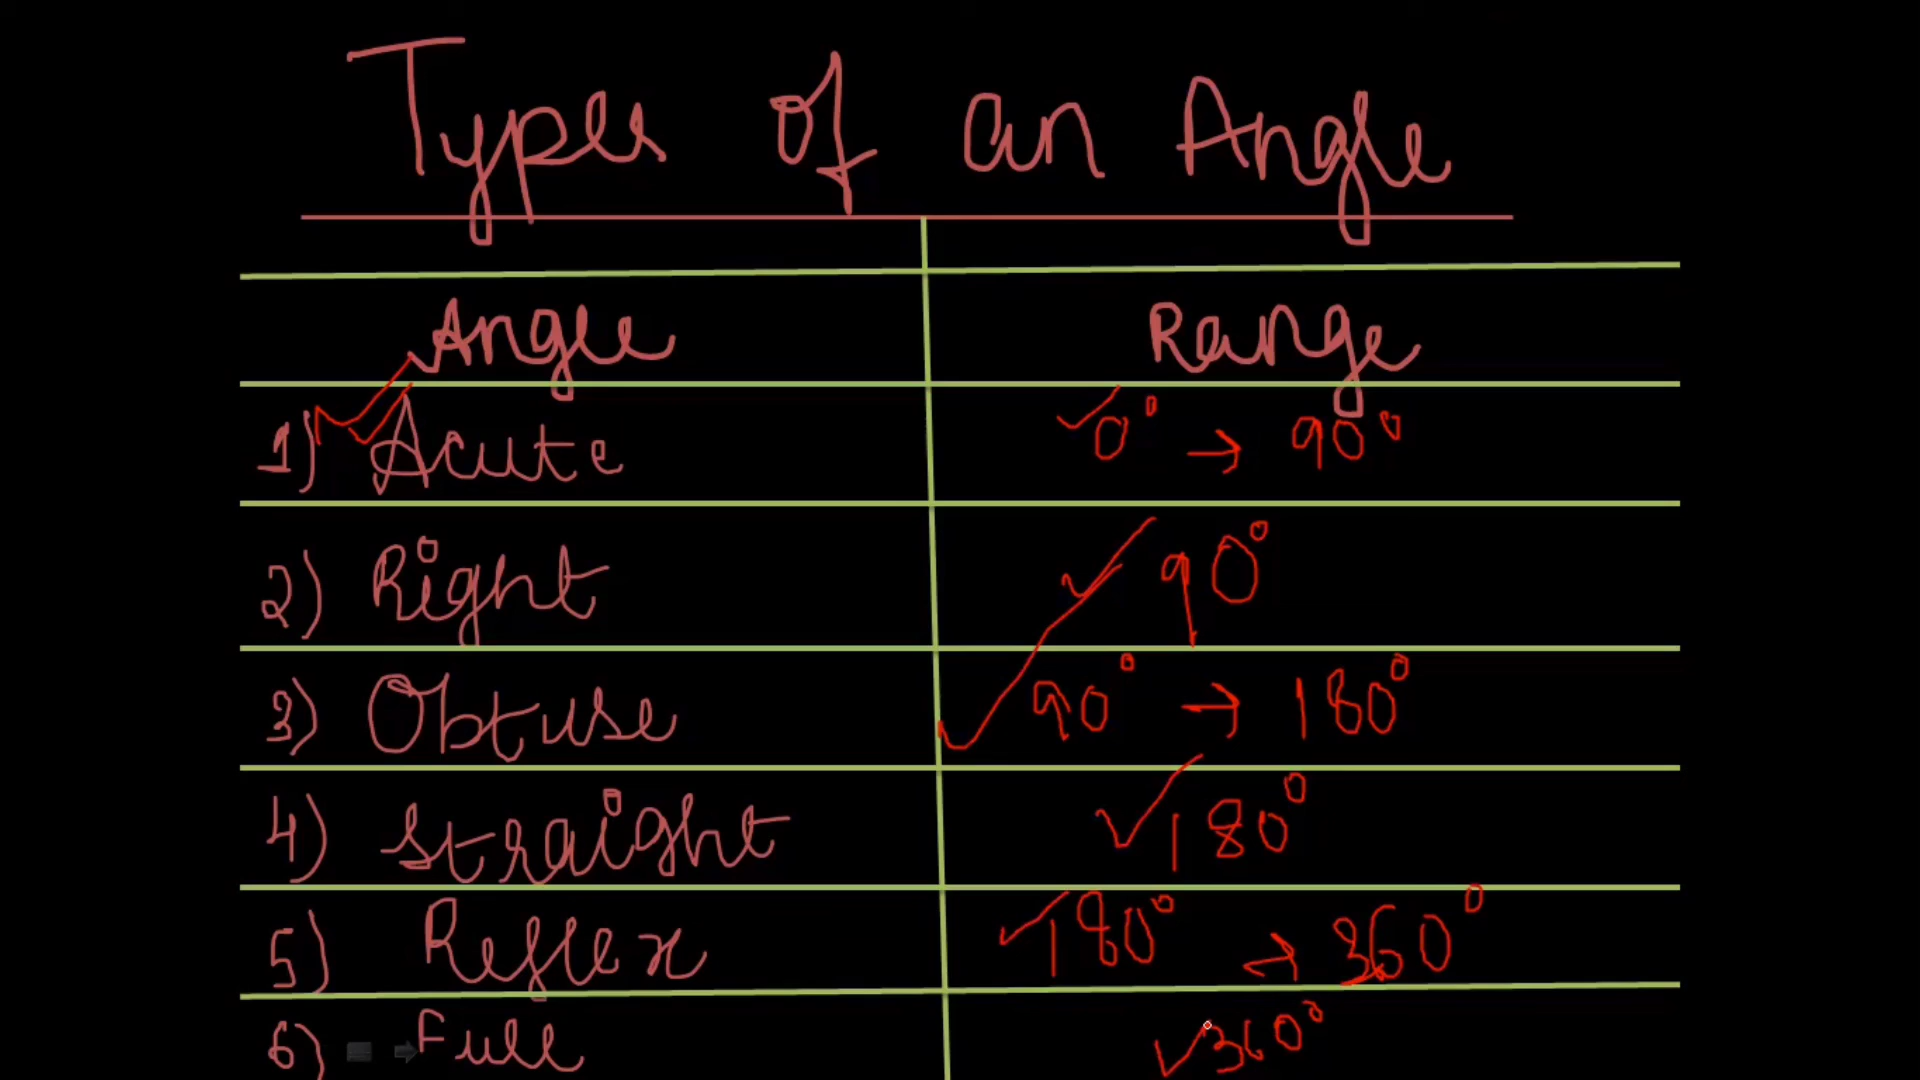 Types of an Angle
Angle Range
1) Acute 0° → 90°
2) Right 90°
3) Obtuse 90° → 180°
4) Straight 180°
5) Reflex 180° → 360°
6) Full 360°